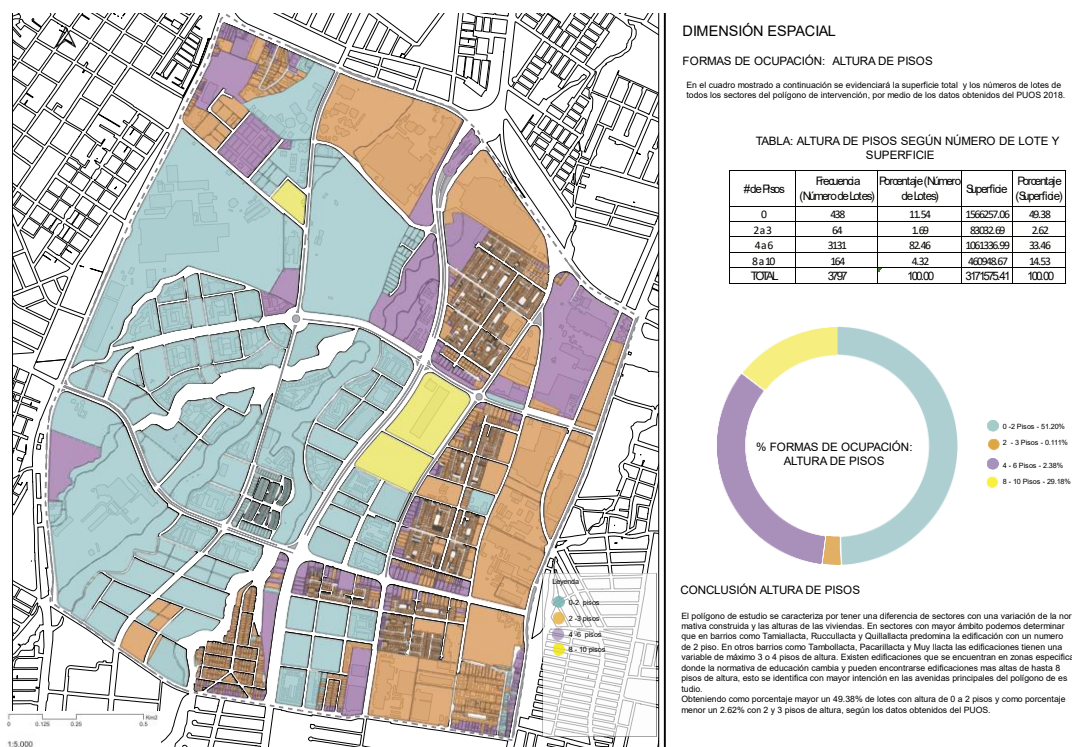 DIMENSIÓN ESPACIAL
FORMAS DE OCUPACIÓN: ALTURA DE PISOS
En el cuadro mostrado a continuación se evidenciará la superficie total y los números de lotes de
todos los sectores del polígono de intervención, por medio de los datos obtenidos del PUOS 2018.
TABLA: ALTURA DE PISOS SEGÚN NÚMERO DE LOTE Y
SUPERFICIE
# de Pisos Frecuencia (Número de Lotes) Porcentaje (Número de Lotes) Superficie Porcentaje (Superficie)
0 438 11.54 1566257.06 49.38
2 a 3 64 1.69 83032.69 2.62
4 a 6 3131 82.46 1061336.99 33.46
8 a 10 164 4.32 460948.67 14.53
TOTAL 3797 100.00 3171575.41 100.00
% FORMAS DE OCUPACIÓN:
ALTURA DE PISOS
0 -2 Pisos - 51.20%
2 - 3 Pisos - 0.111%
4 - 6 Pisos - 2.38%
8 - 10 Pisos - 29.18%
CONCLUSIÓN ALTURA DE PISOS
El polígono de estudio se caracteriza por tener una diferencia de sectores con una variación de la nor
mativa construida y las alturas de las viviendas. En sectores con mayor ámbito podemos determinar
que en barrios como Tamiallacta, Ruccullacta y Quillallacta predomina la edificación con un numero
de 2 piso. En otros barrios como Tambollacta, Pacarillacta y Muy llacta las edificaciones tienen una
variable de máximo 3 o 4 pisos de altura. Existen edificaciones que se encuentran en zonas especifica
donde la normativa de educación cambia y pueden encontrarse edificaciones mas altas de hasta 8
pisos de altura, esto se identifica con mayor intención en las avenidas principales del polígono de es
tudio.
Obteniendo como porcentaje mayor un 49.38% de lotes con altura de 0 a 2 pisos y como porcentaje
menor un 2.62% con 2 y 3 pisos de altura, según los datos obtenidos del PUOS.
Leyenda
0-2 pisos
2 -3 pisos
4 -6 pisos
8 - 10 pisos
Km2
0 0.125 0.25 0.5
1:5.000